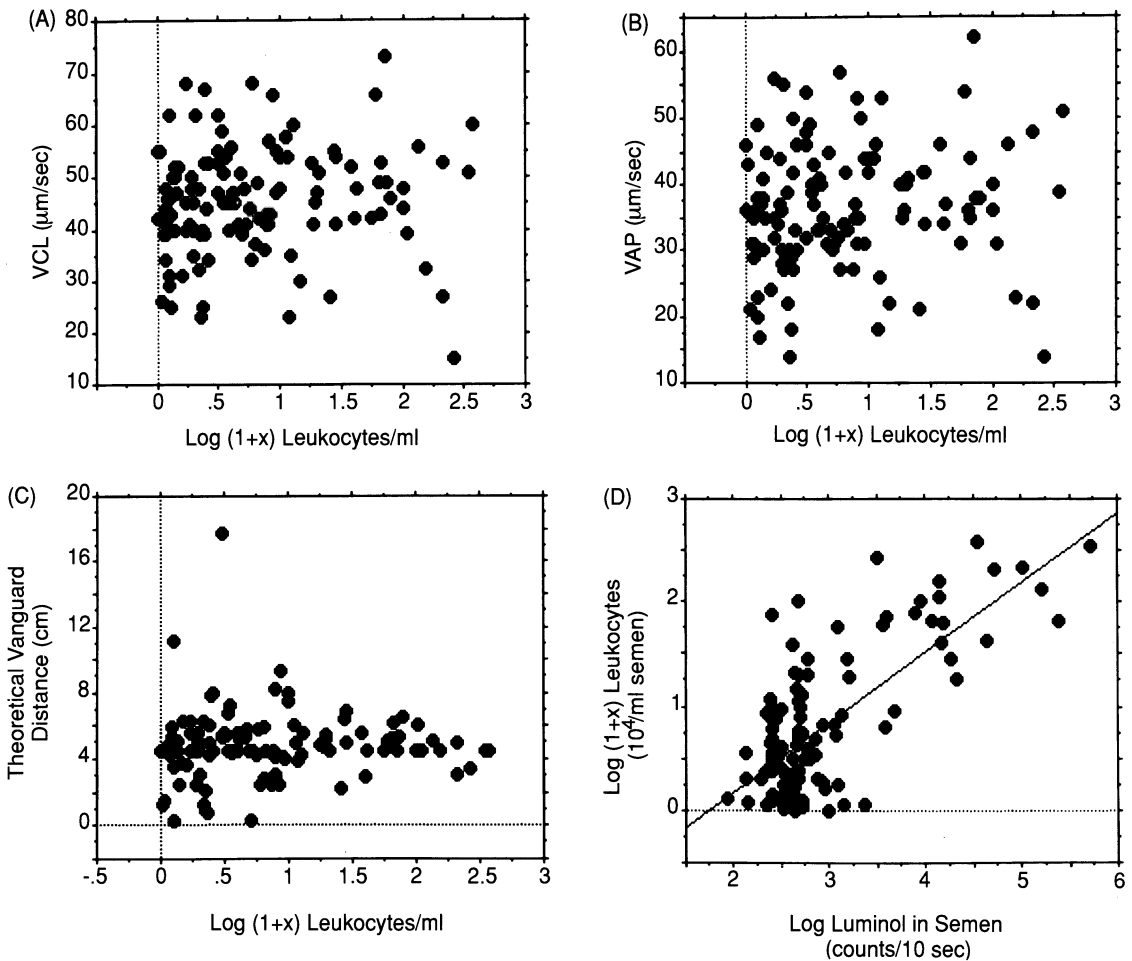 (A)
80
70
60
50
40
30
20
10
VCL (µm/sec)
0 .5 1 1.5 2 2.5 3
Log (1+x) Leukocytes/ml
(B)
60
50
40
30
20
10
VAP (µm/sec)
0 .5 1 1.5 2 2.5 3
Log (1+x) Leukocytes/ml
(C)
20
16
12
8
4
0
Theoretical Vanguard
Distance (cm)
-.5 0 .5 1 1.5 2 2.5 3
Log (1+x) Leukocytes/ml
(D)
3
2
1
0
Log (1+x) Leukocytes
(10⁴/ml semen)
2 3 4 5 6
Log Luminol in Semen
(counts/10 sec)